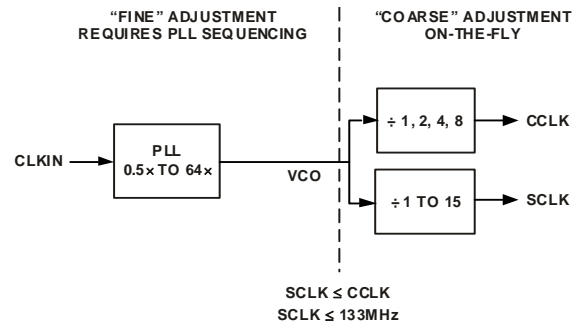 “FINE” ADJUSTMENT
REQUIRES PLL SEQUENCING
“COARSE” ADJUSTMENT
ON-THE-FLY
CLKIN
PLL
0.5× TO 64×
VCO
÷ 1, 2, 4, 8
CCLK
÷ 1 TO 15
SCLK
SCLK ≤ CCLK
SCLK ≤ 133MHz